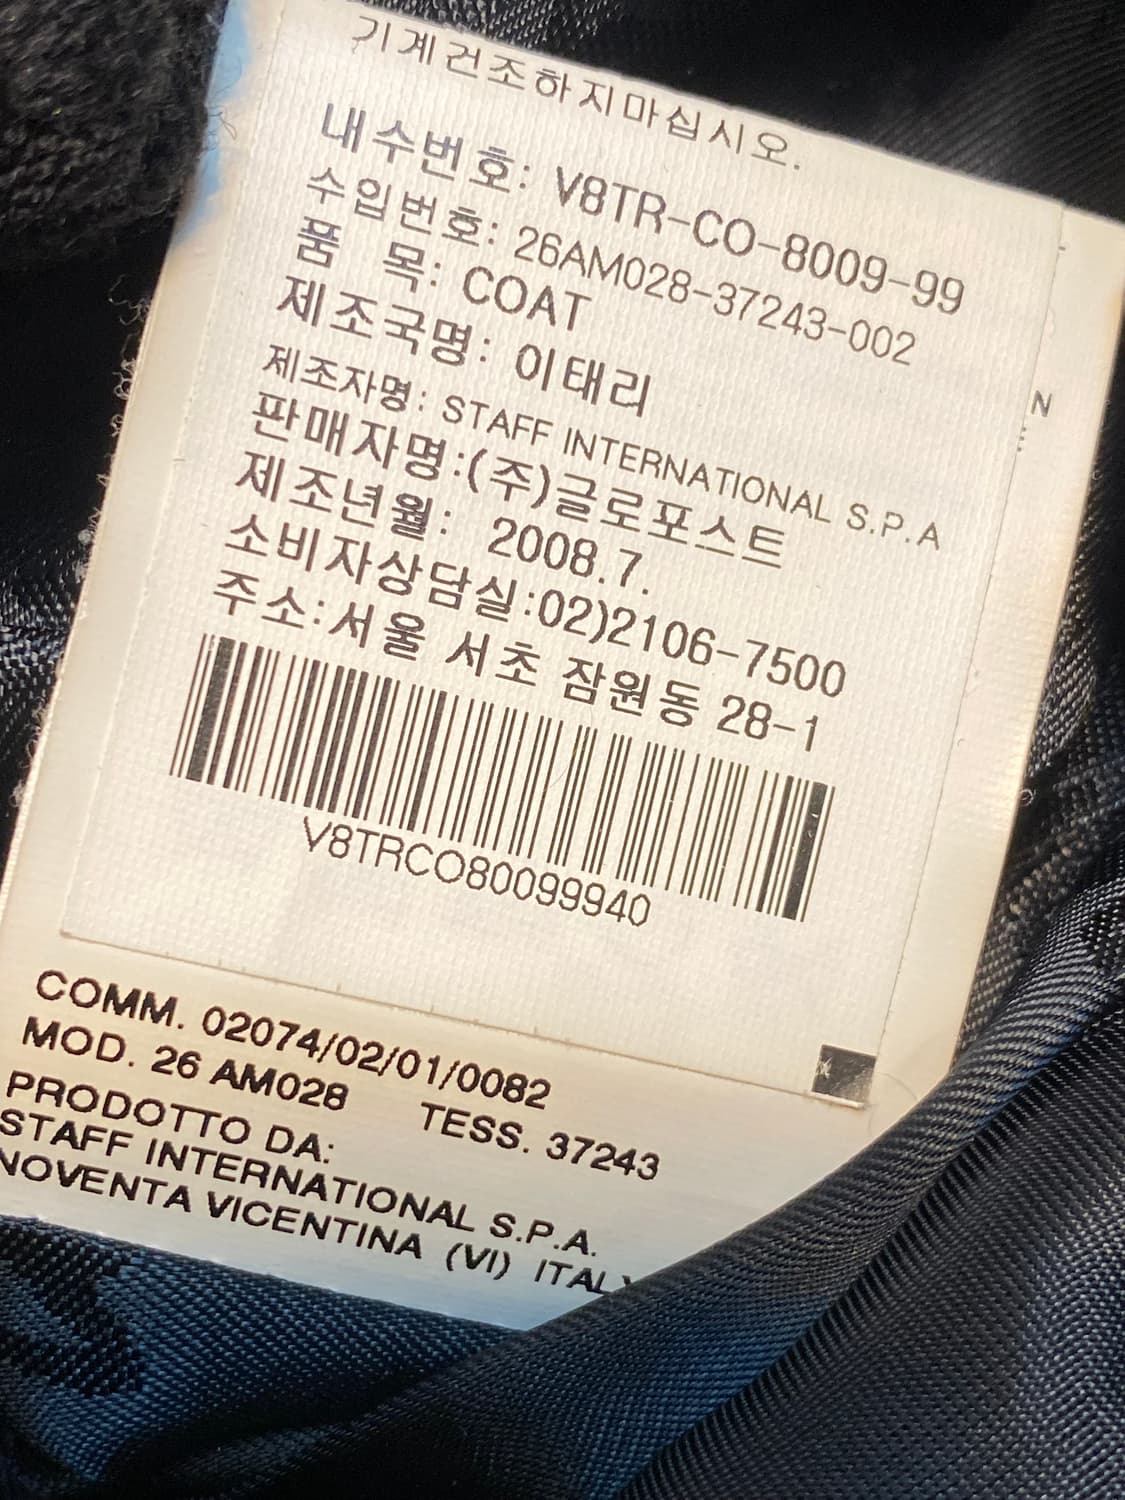 기계건조하지마십시오.
내수번호: V8TR-CO-8009-99
수입번호: 26AM028-37243-002
품 목: COAT
제조국명: 이태리
제조자명: STAFF INTERNATIONAL S.P.A
판매자명:(주)글로포스트
제조년월: 2008.7.
소비자상담실:02)2106-7500
주소:서울 서초 잠원동 28-1
V8TRCO80099940
COMM. 02074/02/01/0082
MOD. 26 AM028 TESS. 37243
PRODOTTO DA:
STAFF INTERNATIONAL S.P.A.
NOVENTA VICENTINA (VI) ITALY
N